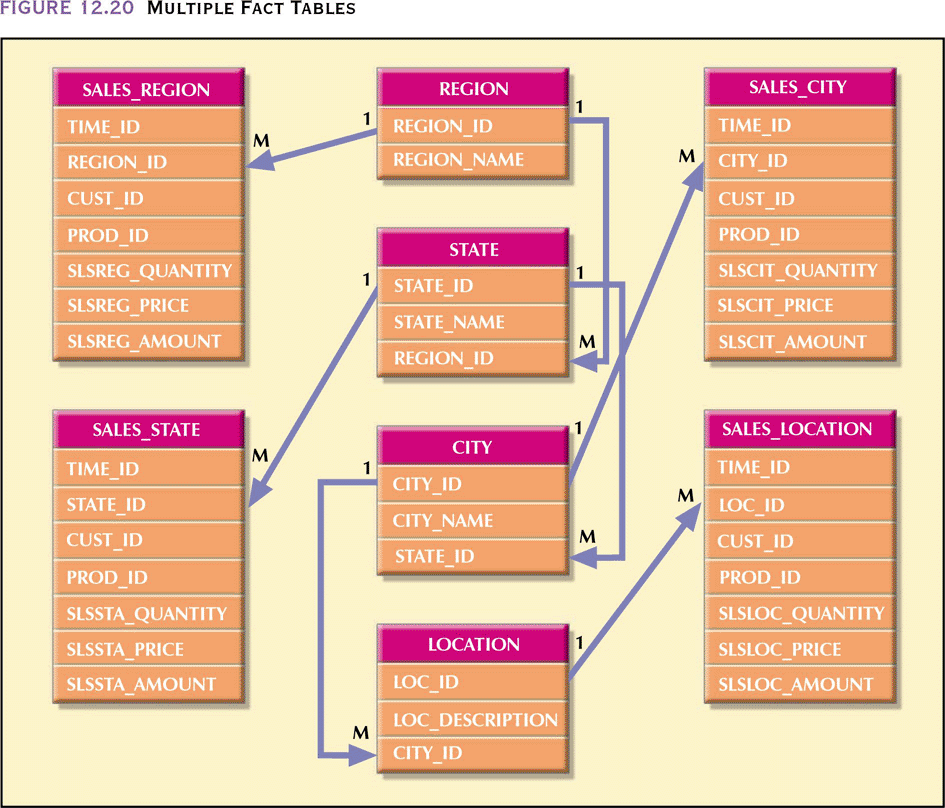 FIGURE 12.20 MULTIPLE FACT TABLES
SALES_REGION
TIME_ID
REGION_ID
CUST_ID
PROD_ID
SLSREG_QUANTITY
SLSREG_PRICE
SLSREG_AMOUNT
M
1
REGION
REGION_ID
REGION_NAME
1
SALES_CITY
TIME_ID
CITY_ID
CUST_ID
PROD_ID
SLSCIT_QUANTITY
SLSCIT_PRICE
SLSCIT_AMOUNT
M
STATE
STATE_ID
STATE_NAME
REGION_ID
1
1
M
SALES_STATE
TIME_ID
STATE_ID
CUST_ID
PROD_ID
SLSSTA_QUANTITY
SLSSTA_PRICE
SLSSTA_AMOUNT
M
CITY
CITY_ID
CITY_NAME
STATE_ID
1
1
M
SALES_LOCATION
TIME_ID
LOC_ID
CUST_ID
PROD_ID
SLSLOC_QUANTITY
SLSLOC_PRICE
SLSLOC_AMOUNT
M
LOCATION
LOC_ID
LOC_DESCRIPTION
CITY_ID
1
M